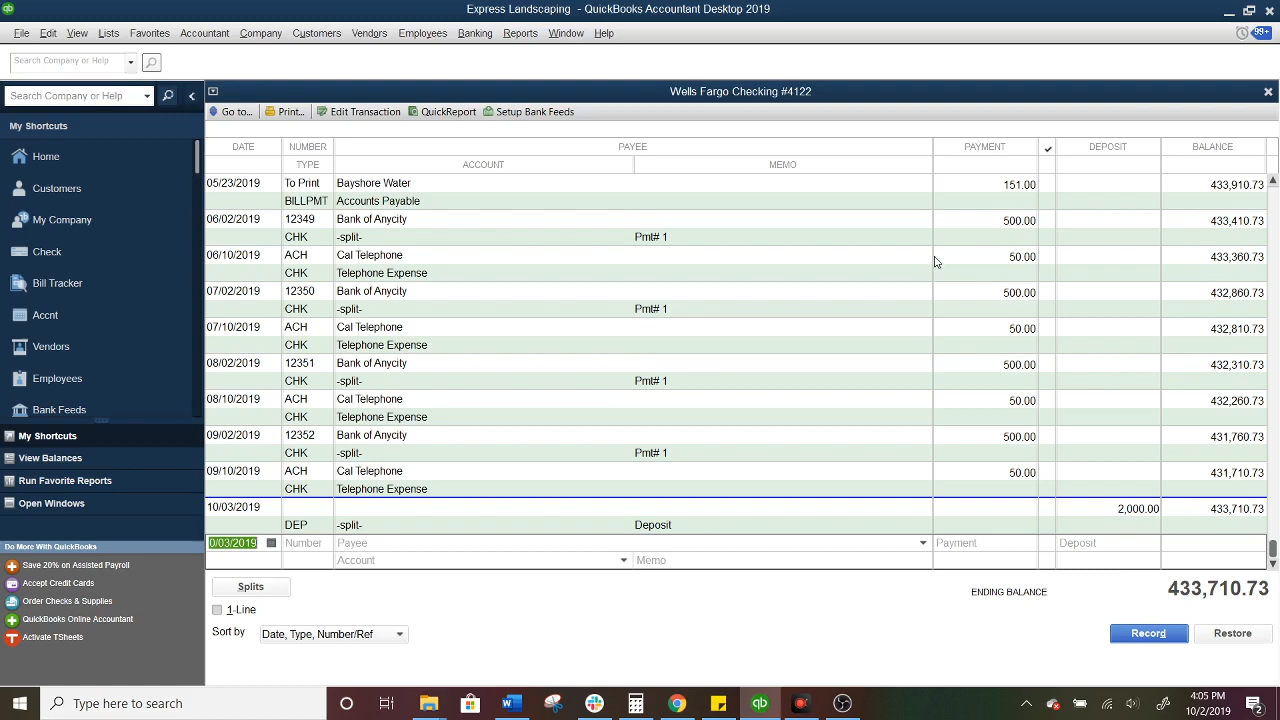 Express Landscaping - QuickBooks Accountant Desktop 2019
File Edit View Lists Favorites Accountant Company Customers Vendors Employees Banking Reports Window Help
99+
Search Company or Help
Search Company or Help
My Shortcuts
Home
Customers
My Company
Check
Bill Tracker
Accnt
Vendors
Employees
Bank Feeds
My Shortcuts
View Balances
Run Favorite Reports
Open Windows
Do More With QuickBooks
Save 20% on Assisted Payroll
Accept Credit Cards
Order Checks & Supplies
QuickBooks Online Accountant
Activate TSheets
Wells Fargo Checking #4122
Go to... Print... Edit Transaction QuickReport Setup Bank Feeds
DATE NUMBER PAYEE PAYMENT ✓ DEPOSIT BALANCE
TYPE ACCOUNT MEMO
05/23/2019 To Print Bayshore Water 151.00 433,910.73
BILLPMT Accounts Payable
06/02/2019 12349 Bank of Anycity 500.00 433,410.73
CHK -split- Pmt# 1
06/10/2019 ACH Cal Telephone 50.00 433,360.73
CHK Telephone Expense
07/02/2019 12350 Bank of Anycity 500.00 432,860.73
CHK -split- Pmt# 1
07/10/2019 ACH Cal Telephone 50.00 432,810.73
CHK Telephone Expense
08/02/2019 12351 Bank of Anycity 500.00 432,310.73
CHK -split- Pmt# 1
08/10/2019 ACH Cal Telephone 50.00 432,260.73
CHK Telephone Expense
09/02/2019 12352 Bank of Anycity 500.00 431,760.73
CHK -split- Pmt# 1
09/10/2019 ACH Cal Telephone 50.00 431,710.73
CHK Telephone Expense
10/03/2019 2,000.00 433,710.73
DEP -split- Deposit
0/03/2019 Number Payee Payment Deposit
Account Memo
Splits
ENDING BALANCE 433,710.73
1-Line
Sort by Date, Type, Number/Ref
Record Restore
Type here to search
4:05 PM
10/2/2019
2